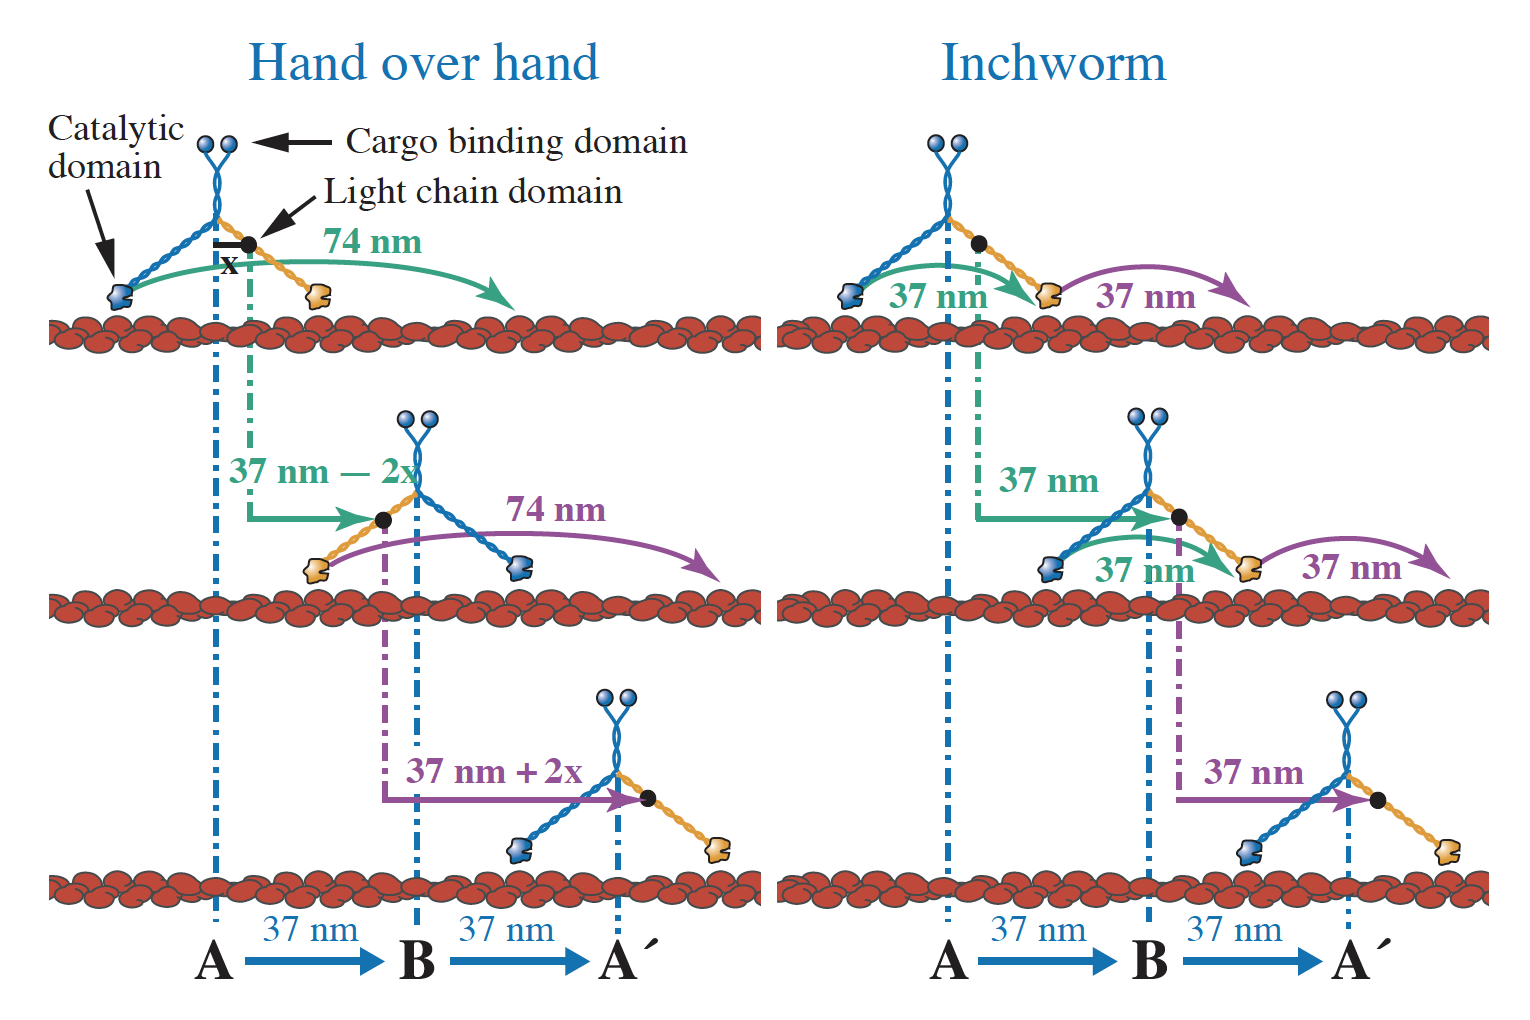 Hand over hand
Inchworm
Catalytic
domain
Cargo binding domain
Light chain domain
74 nm
x
37 nm
37 nm
37 nm — 2x
74 nm
37 nm
37 nm
37 nm
37 nm + 2x
37 nm
37 nm
37 nm
37 nm
37 nm
A
B
A´
A
B
A´